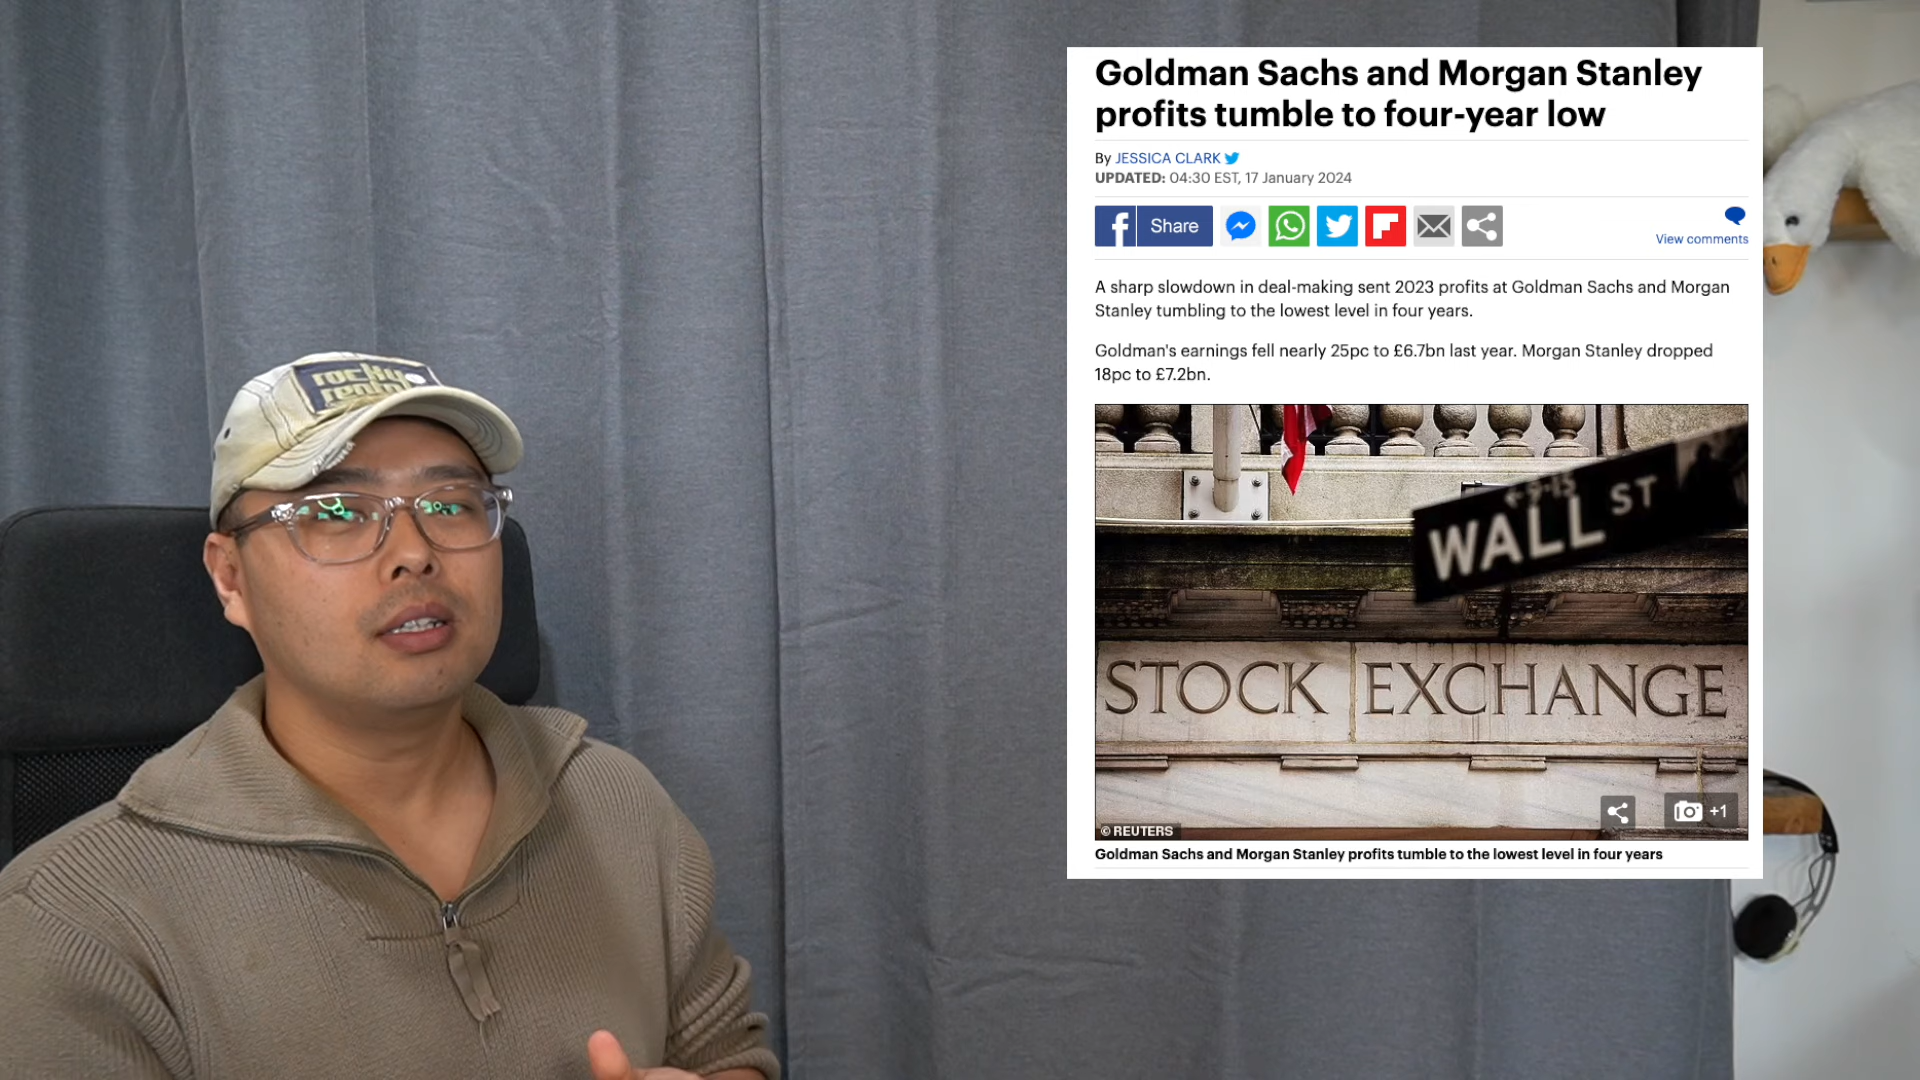 rocky
Goldman Sachs and Morgan Stanley
profits tumble to four-year low
By JESSICA CLARK
UPDATED: 04:30 EST, 17 January 2024
Share
View comments
A sharp slowdown in deal-making sent 2023 profits at Goldman Sachs and Morgan
Stanley tumbling to the lowest level in four years.
Goldman's earnings fell nearly 25pc to £6.7bn last year. Morgan Stanley dropped
18pc to £7.2bn.
WALL ST
STOCK EXCHANGE
+1
© REUTERS
Goldman Sachs and Morgan Stanley profits tumble to the lowest level in four years